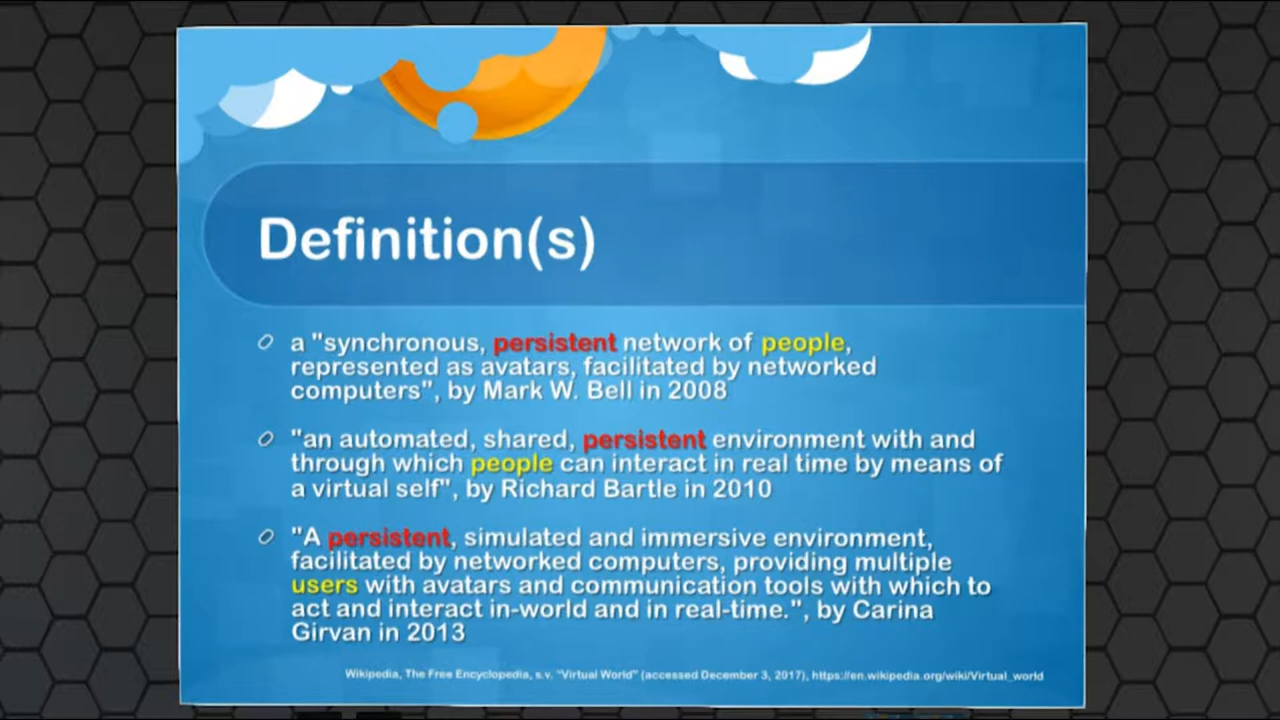 Definition(s)
a "synchronous, persistent network of people,
represented as avatars, facilitated by networked
computers", by Mark W. Bell in 2008
"an automated, shared, persistent environment with and
through which people can interact in real time by means of
a virtual self", by Richard Bartle in 2010
"A persistent, simulated and immersive environment,
facilitated by networked computers, providing multiple
users with avatars and communication tools with which to
act and interact in-world and in real-time.", by Carina
Girvan in 2013
Wikipedia, The Free Encyclopedia, s.v. "Virtual World" (accessed December 3, 2017), https://en.wikipedia.org/wiki/Virtual_world